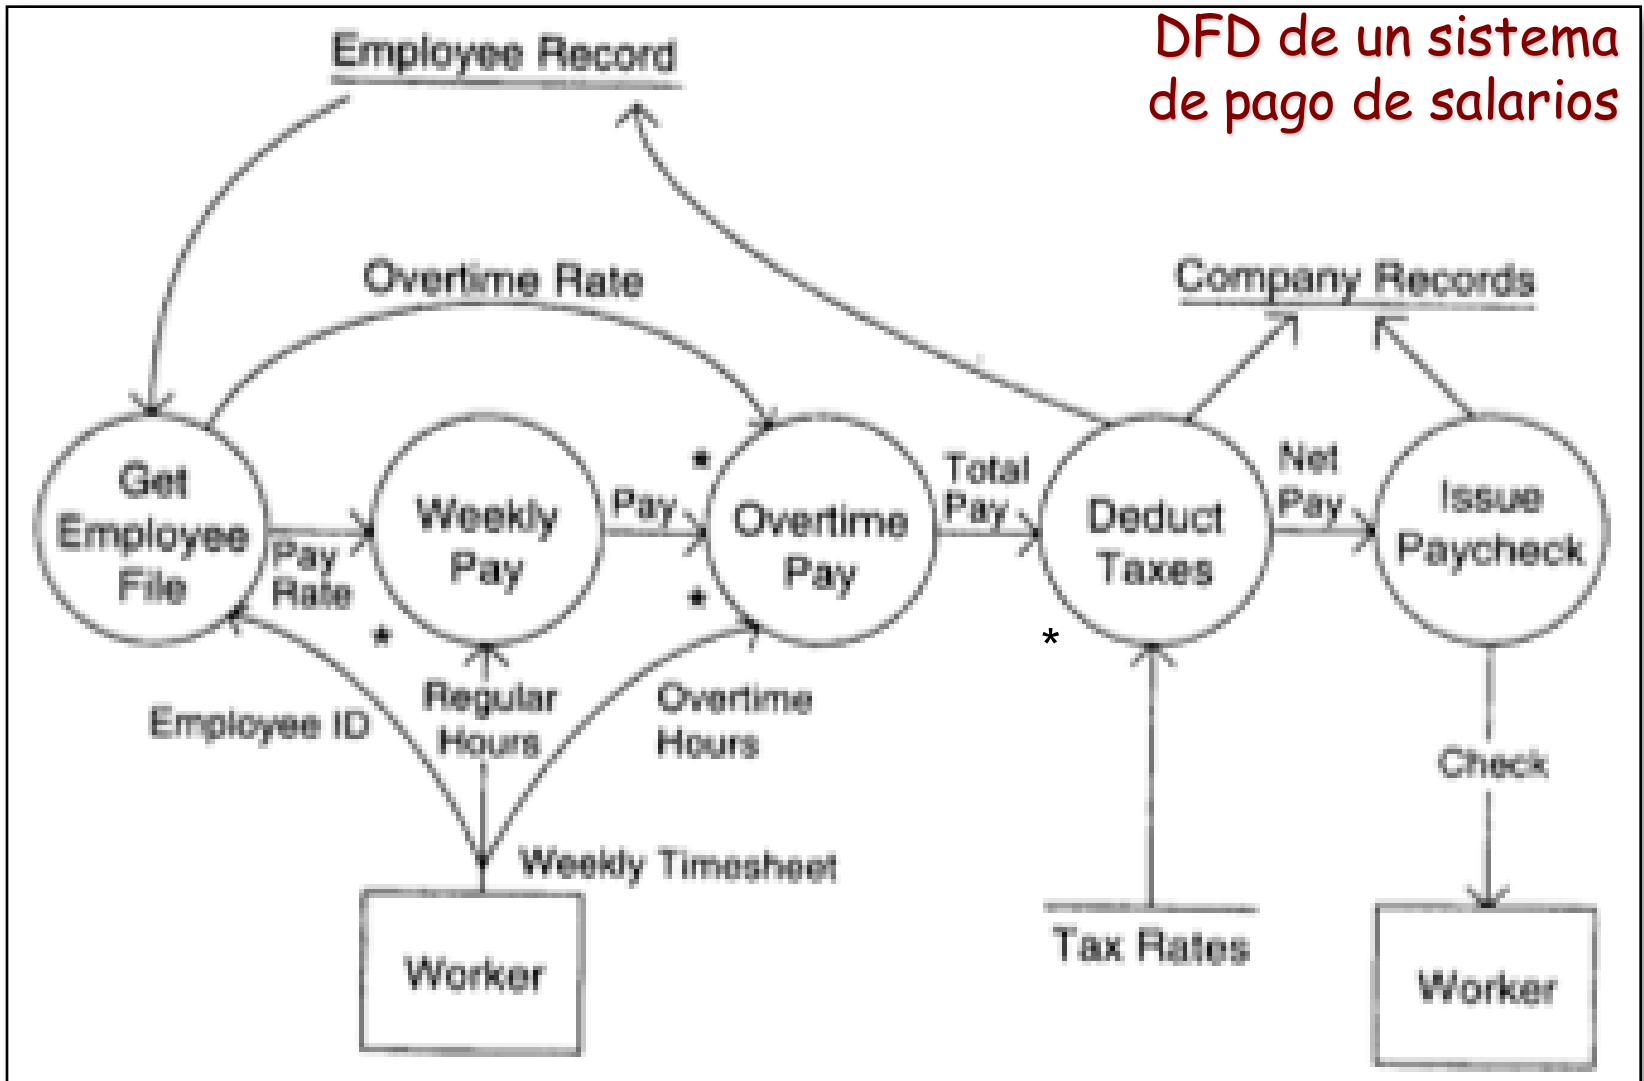 DFD de un sistema
de pago de salarios
Employee Record
Overtime Rate
Company Records
Get
Employee
File
Pay
Rate
Weekly
Pay
Pay
*
*
*
Overtime
Pay
Total
Pay
Deduct
Taxes
*
Net
Pay
Issue
Paycheck
Employee ID
Regular
Hours
Overtime
Hours
Weekly Timesheet
Worker
Tax Rates
Check
Worker